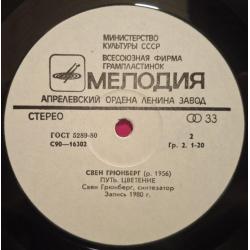 МИНИСТЕРСТВО
КУЛЬТУРЫ СССР
ВСЕСОЮЗНАЯ ФИРМА
ГРАМПЛАСТИНОК
МЕЛОДИЯ
АПРЕЛЕВСКИЙ ОРДЕНА ЛЕНИНА ЗАВОД
СТЕРЕО 33
ГОСТ 5289-80 2
С90—16302 Гр. 2. 1-20
СВЕН ГРЮНБЕРГ (р. 1956)
ПУТЬ. ЦВЕТЕНИЕ
Свен Грюнберг, синтезатор
Запись 1980 г.